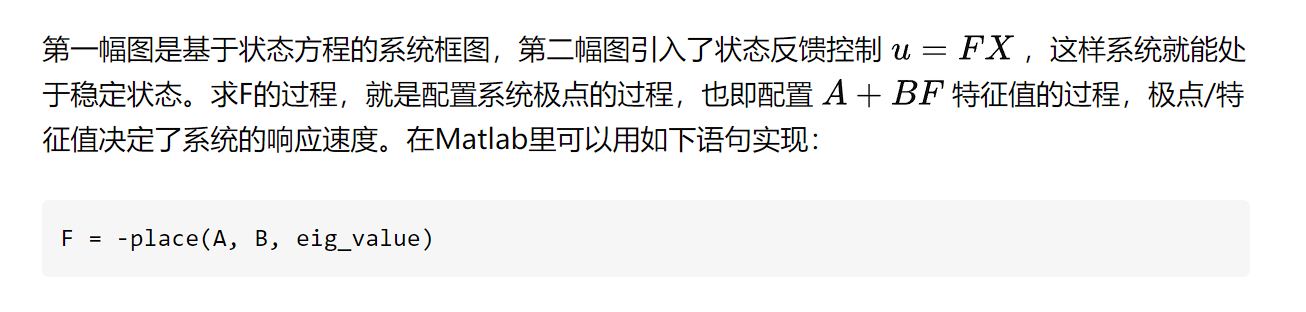 第一幅图是基于状态方程的系统框图，第二幅图引入了状态反馈控制 u = FX ，这样系统就能处
于稳定状态。求F的过程，就是配置系统极点的过程，也即配置 A + BF 特征值的过程，极点/特
征值决定了系统的响应速度。在Matlab里可以用如下语句实现：
F = -place(A, B, eig_value)